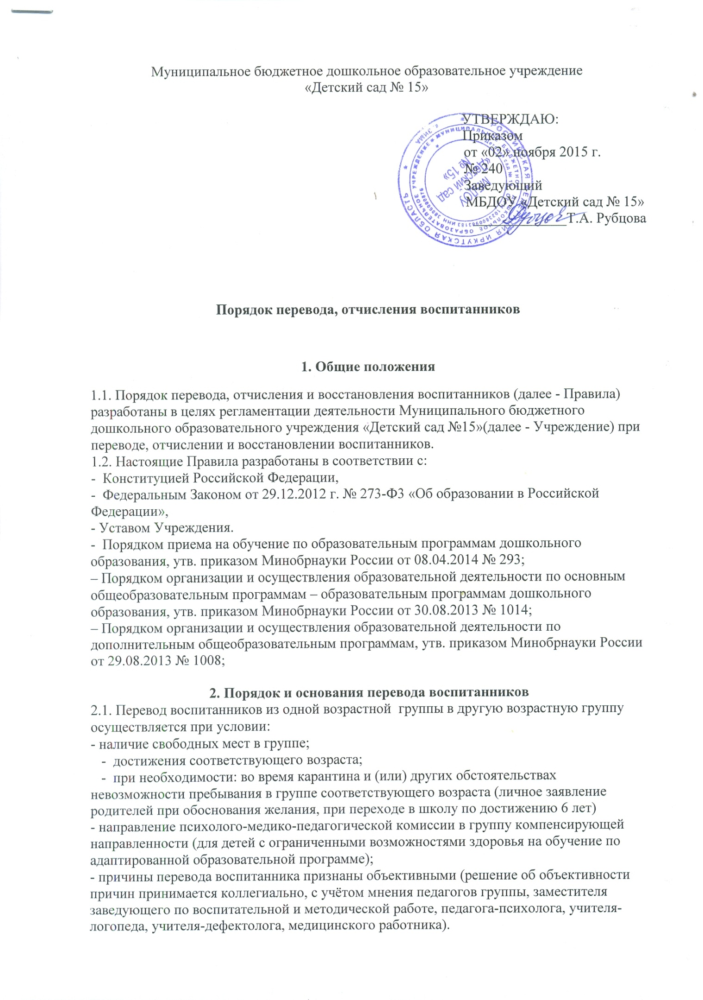 Муниципальное бюджетное дошкольное образовательное учреждение
«Детский сад № 15»
УТВЕРЖДАЮ:
Приказом
от «02» ноября 2015 г.
№ 240
Заведующий
МБДОУ «Детский сад № 15»
Т.А. Рубцова
РОССИЙСКАЯ ФЕДЕРАЦИЯ ИРКУТСКАЯ ОБЛАСТЬ
МУНИЦИПАЛЬНОЕ БЮДЖЕТНОЕ ДОШКОЛЬНОЕ ОБРАЗОВАТЕЛЬНОЕ УЧРЕЖДЕНИЕ
МБДОУ
«Детский сад
№ 15»
Порядок перевода, отчисления воспитанников
1. Общие положения
1.1. Порядок перевода, отчисления и восстановления воспитанников (далее - Правила)
разработаны в целях регламентации деятельности Муниципального бюджетного
дошкольного образовательного учреждения «Детский сад №15»(далее - Учреждение) при
переводе, отчислении и восстановлении воспитанников.
1.2. Настоящие Правила разработаны в соответствии с:
-  Конституцией Российской Федерации,
-  Федеральным Законом от 29.12.2012 г. № 273-ФЗ «Об образовании в Российской
Федерации»,
- Уставом Учреждения.
-  Порядком приема на обучение по образовательным программам дошкольного
образования, утв. приказом Минобрнауки России от 08.04.2014 № 293;
– Порядком организации и осуществления образовательной деятельности по основным
общеобразовательным программам – образовательным программам дошкольного
образования, утв. приказом Минобрнауки России от 30.08.2013 № 1014;
– Порядком организации и осуществления образовательной деятельности по
дополнительным общеобразовательным программам, утв. приказом Минобрнауки России
от 29.08.2013 № 1008;
2. Порядок и основания перевода воспитанников
2.1. Перевод воспитанников из одной возрастной  группы в другую возрастную группу
осуществляется при условии:
- наличие свободных мест в группе;
-  достижения соответствующего возраста;
-  при необходимости: во время карантина и (или) других обстоятельствах
невозможности пребывания в группе соответствующего возраста (личное заявление
родителей при обоснования желания, при переходе в школу по достижению 6 лет)
- направление психолого-медико-педагогической комиссии в группу компенсирующей
направленности (для детей с ограниченными возможностями здоровья на обучение по
адаптированной образовательной программе);
- причины перевода воспитанника признаны объективными (решение об объективности
причин принимается коллегиально, с учётом мнения педагогов группы, заместителя
заведующего по воспитательной и методической работе, педагога-психолога, учителя-
логопеда, учителя-дефектолога, медицинского работника).